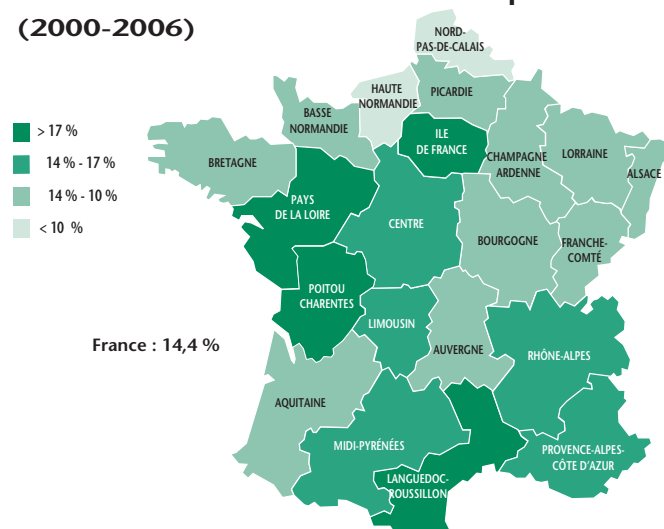 (2000-2006)
> 17 %
14 % - 17 %
14 % - 10 %
< 10 %
France : 14,4 %
NORD-
PAS-DE-CALAIS
HAUTE
NORMANDIE
PICARDIE
BASSE
NORMANDIE
ILE
DE FRANCE
CHAMPAGNE
ARDENNE
LORRAINE
ALSACE
BRETAGNE
PAYS
DE LA LOIRE
CENTRE
BOURGOGNE
FRANCHE-
COMTÉ
POITOU
CHARENTES
LIMOUSIN
AUVERGNE
RHÔNE-ALPES
AQUITAINE
MIDI-PYRÉNÉES
LANGUEDOC-
ROUSSILLON
PROVENCE-ALPES-
CÔTE D'AZUR